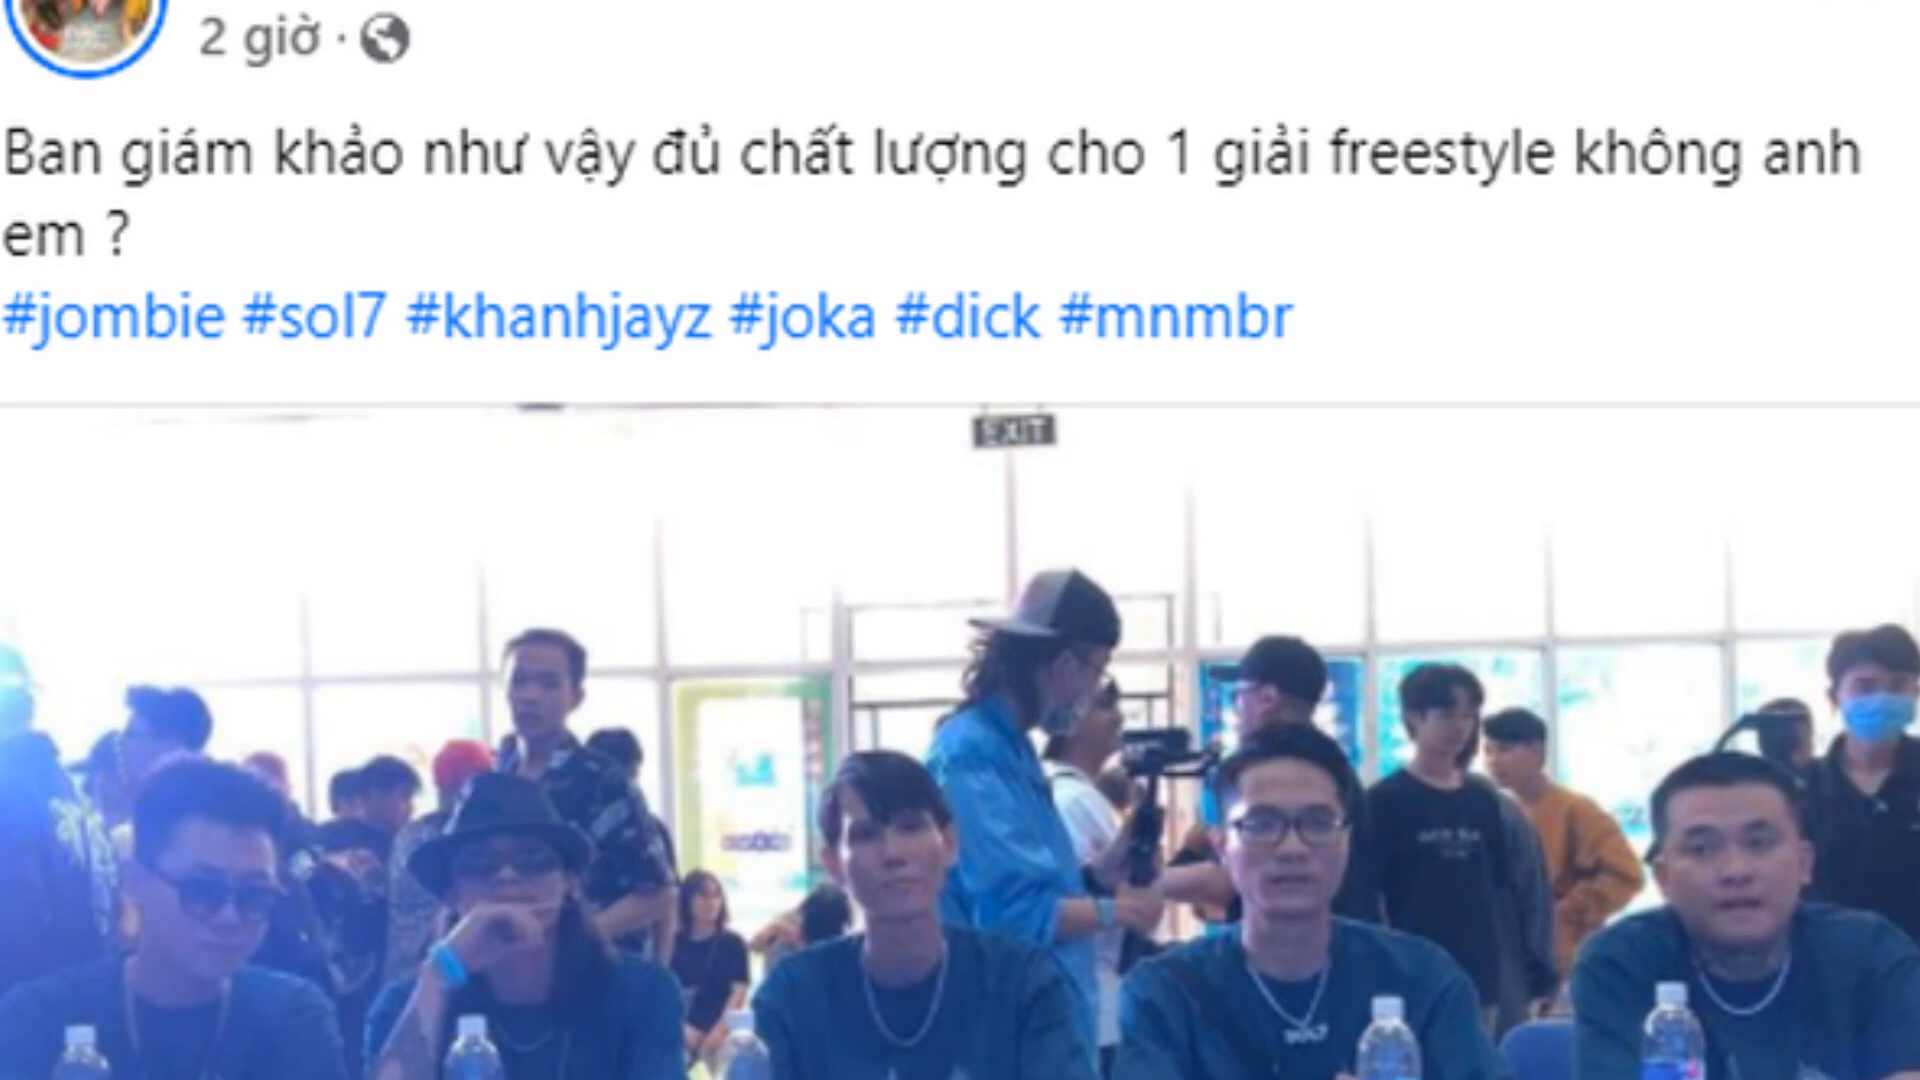 2 giờ ·
Ban giám khảo như vậy đủ chất lượng cho 1 giải freestyle không anh
em ?
#jombie #sol7 #khanhjayz #joka #dick #mnmbr
EXIT